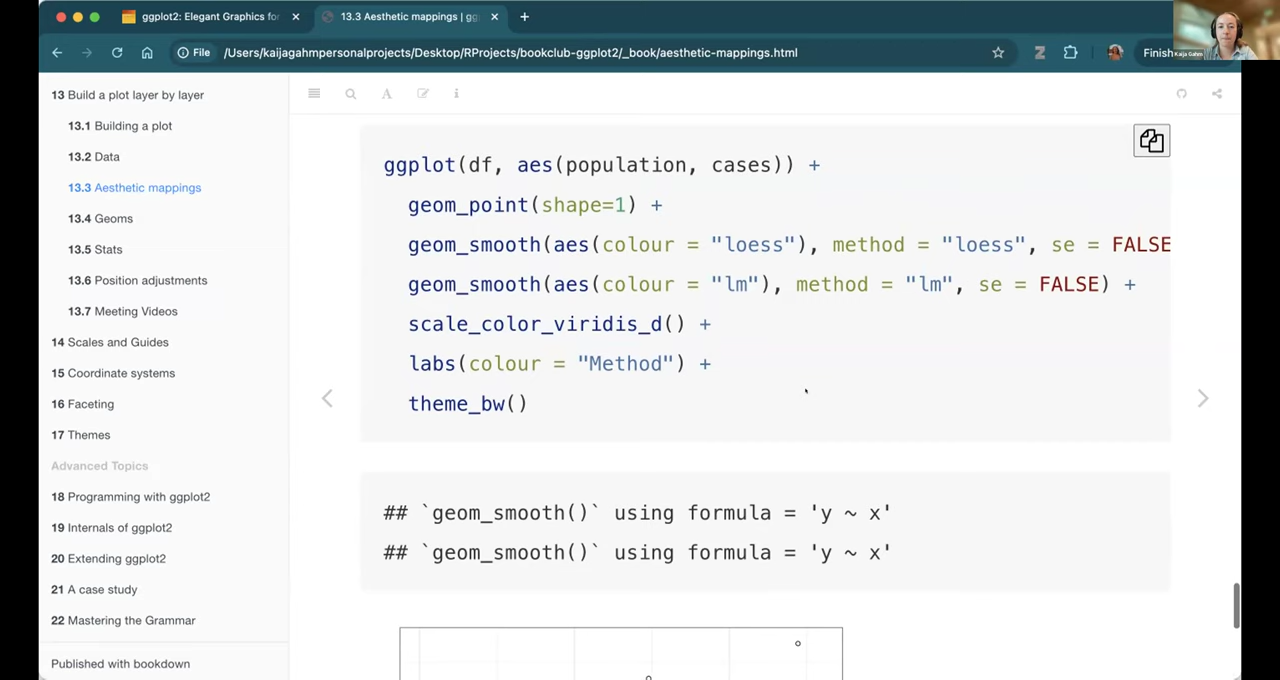 ggplot2: Elegant Graphics for
13.3 Aesthetic mappings | gg
File
/Users/kaijagahmpersonalprojects/Desktop/RProjects/bookclub-ggplot2/_book/aesthetic-mappings.html
Finish
Kaija Gahm
13 Build a plot layer by layer
13.1 Building a plot
13.2 Data
13.3 Aesthetic mappings
13.4 Geoms
13.5 Stats
13.6 Position adjustments
13.7 Meeting Videos
14 Scales and Guides
15 Coordinate systems
16 Faceting
17 Themes
Advanced Topics
18 Programming with ggplot2
19 Internals of ggplot2
20 Extending ggplot2
21 A case study
22 Mastering the Grammar
Published with bookdown
ggplot(df, aes(population, cases)) +
geom_point(shape=1) +
geom_smooth(aes(colour = "loess"), method = "loess", se = FALSE
geom_smooth(aes(colour = "lm"), method = "lm", se = FALSE) +
scale_color_viridis_d() +
labs(colour = "Method") +
theme_bw()
## `geom_smooth()` using formula = 'y ~ x'
## `geom_smooth()` using formula = 'y ~ x'